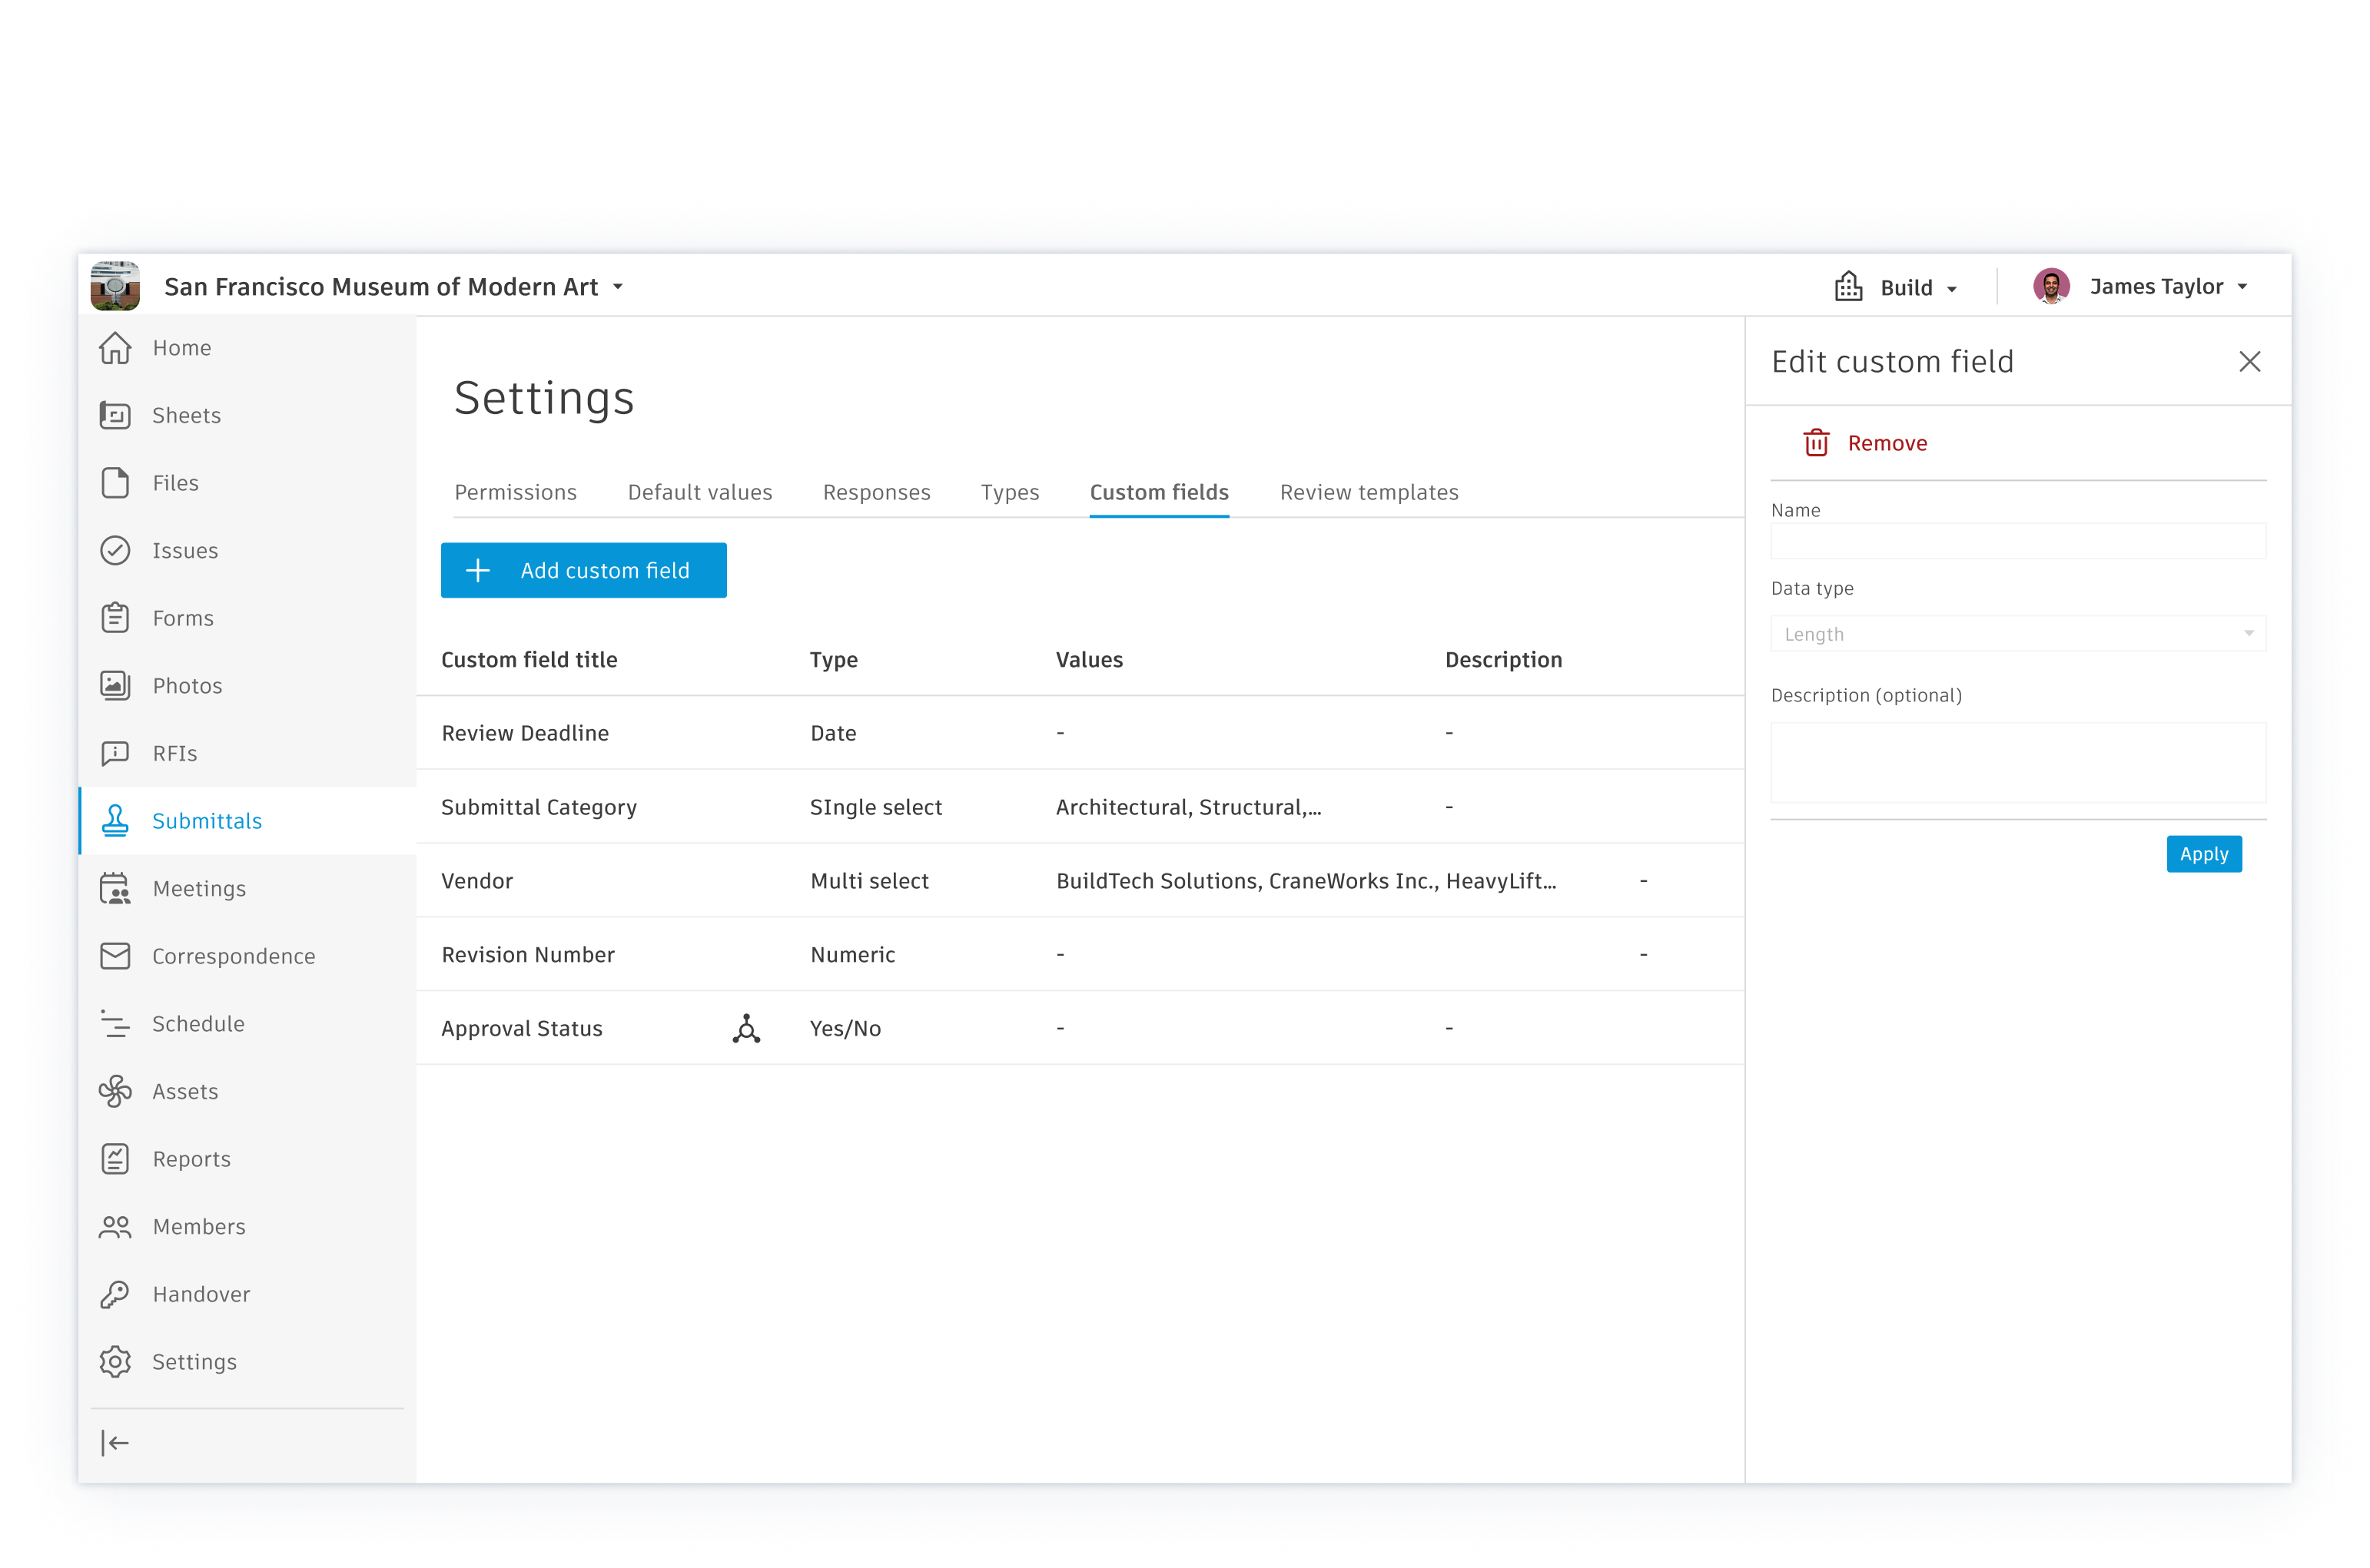 San Francisco Museum of Modern Art
Build
James Taylor
Home
Sheets
Files
Issues
Forms
Photos
RFIs
Submittals
Meetings
Correspondence
Schedule
Assets
Reports
Members
Handover
Settings
Settings
Permissions Default values Responses Types Custom fields Review templates
Add custom field
Custom field title Type Values Description
Review Deadline Date - -
Submittal Category SIngle select Architectural, Structural,... -
Vendor Multi select BuildTech Solutions, CraneWorks Inc., HeavyLift... -
Revision Number Numeric - -
Approval Status Yes/No - -
Edit custom field
Remove
Name
Data type
Length
Description (optional)
Apply